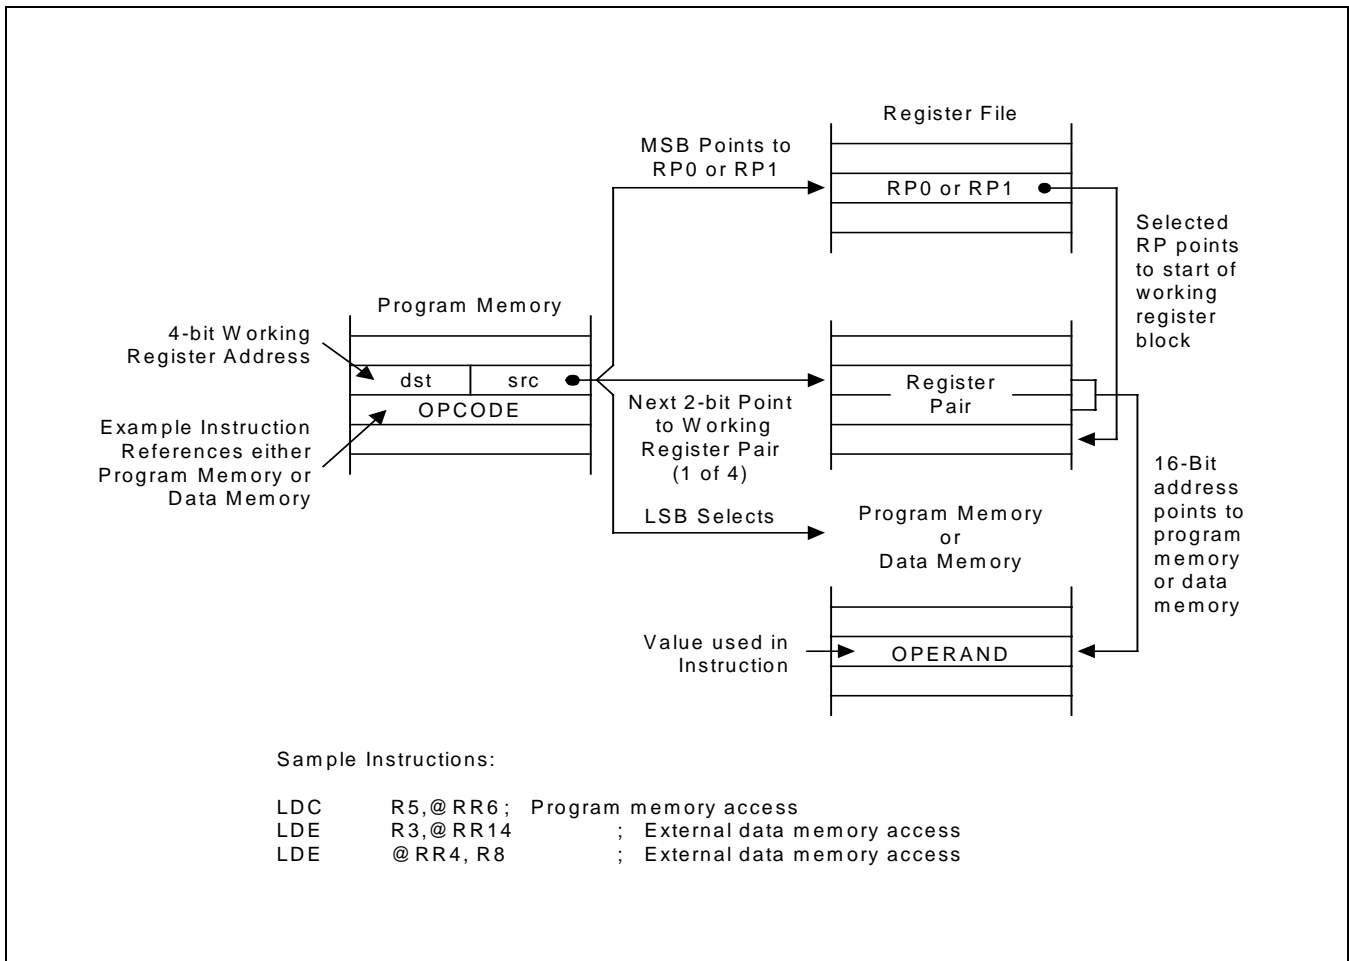 Register File
MSB Points to
RP0 or RP1
RP0 or RP1
Selected
RP points
to start of
working
register
block
Program Memory
4-bit Working
Register Address
dst src
OPCODE
Example Instruction
References either
Program Memory or
Data Memory
Next 2-bit Point
to Working
Register Pair
(1 of 4)
Register
Pair
LSB Selects
Program Memory
or
Data Memory
16-Bit
address
points to
program
memory
or data
memory
Value used in
Instruction
OPERAND
Sample Instructions:
LDC R5,@RR6 ; Program memory access
LDE R3,@RR14 ; External data memory access
LDE @RR4, R8 ; External data memory access